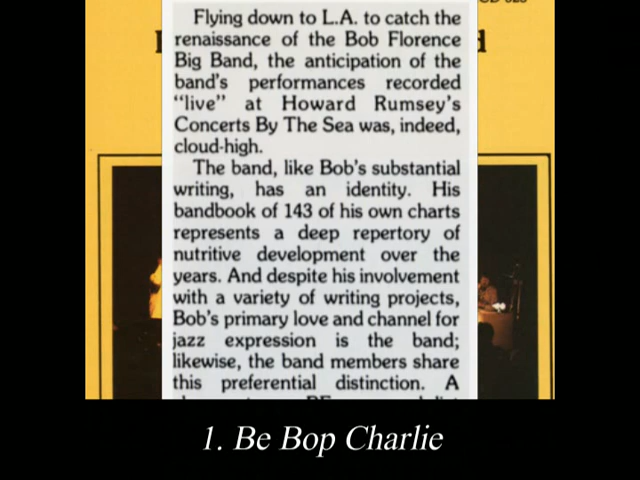 Flying down to L.A. to catch the
renaissance of the Bob Florence
Big Band, the anticipation of the
band's performances recorded
"live" at Howard Rumsey's
Concerts By The Sea was, indeed,
cloud-high.
The band, like Bob's substantial
writing, has an identity. His
bandbook of 143 of his own charts
represents a deep repertory of
nutritive development over the
years. And despite his involvement
with a variety of writing projects,
Bob's primary love and channel for
jazz expression is the band;
likewise, the band members share
this preferential distinction. A
1. Be Bop Charlie